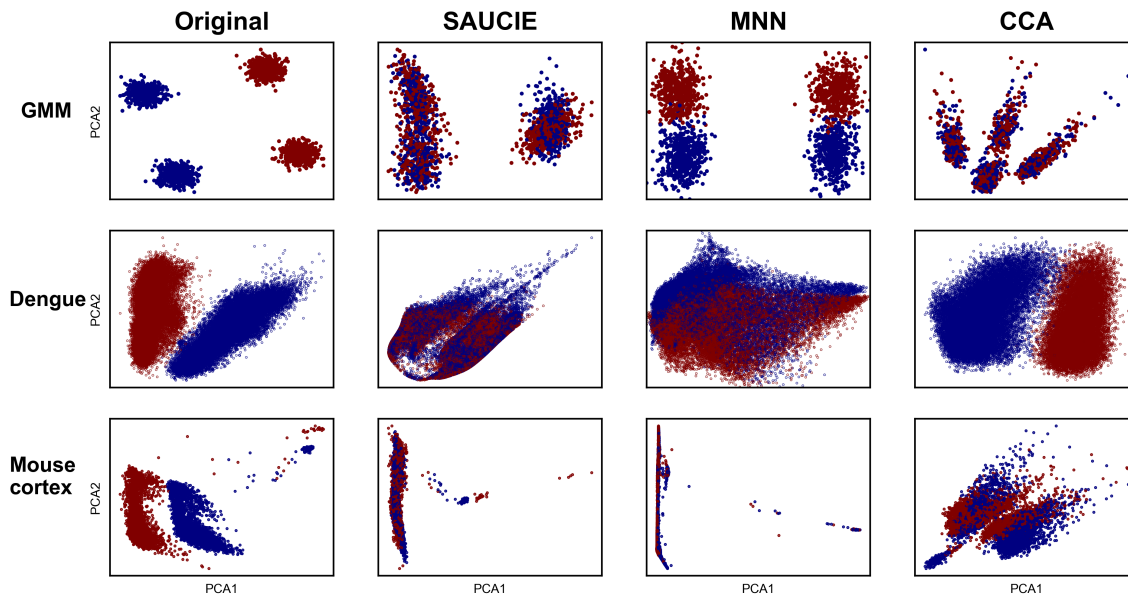 Original
SAUCIE
MNN
CCA
GMM
PCA2
Dengue
PCA2
Mouse
cortex
PCA2
PCA1
PCA1
PCA1
PCA1